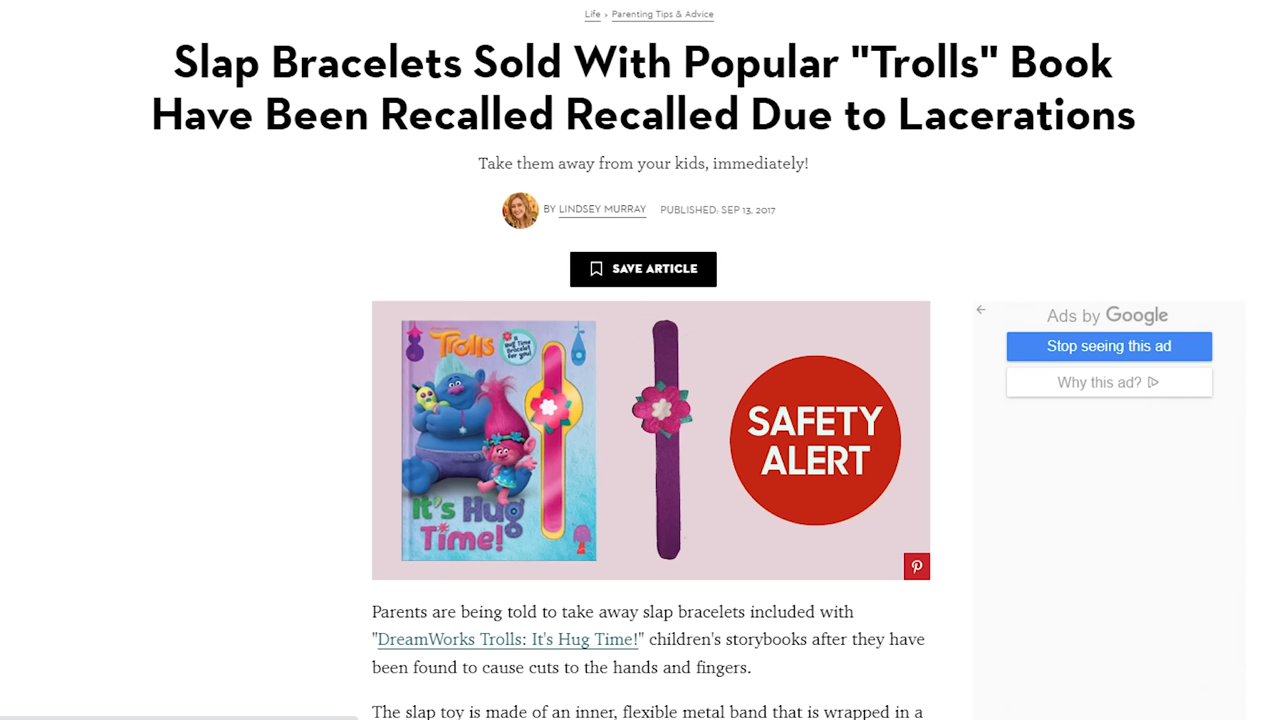 Life › Parenting Tips & Advice
Slap Bracelets Sold With Popular "Trolls" Book
Have Been Recalled Recalled Due to Lacerations
Take them away from your kids, immediately!
BY LINDSEY MURRAY PUBLISHED: SEP 13, 2017
SAVE ARTICLE
Trolls
a Hug Time Bracelet for you!
It's Hug
Time!
SAFETY
ALERT
Ads by Google
Stop seeing this ad
Why this ad?
Parents are being told to take away slap bracelets included with
"DreamWorks Trolls: It's Hug Time!" children's storybooks after they have
been found to cause cuts to the hands and fingers.
The slap toy is made of an inner, flexible metal band that is wrapped in a